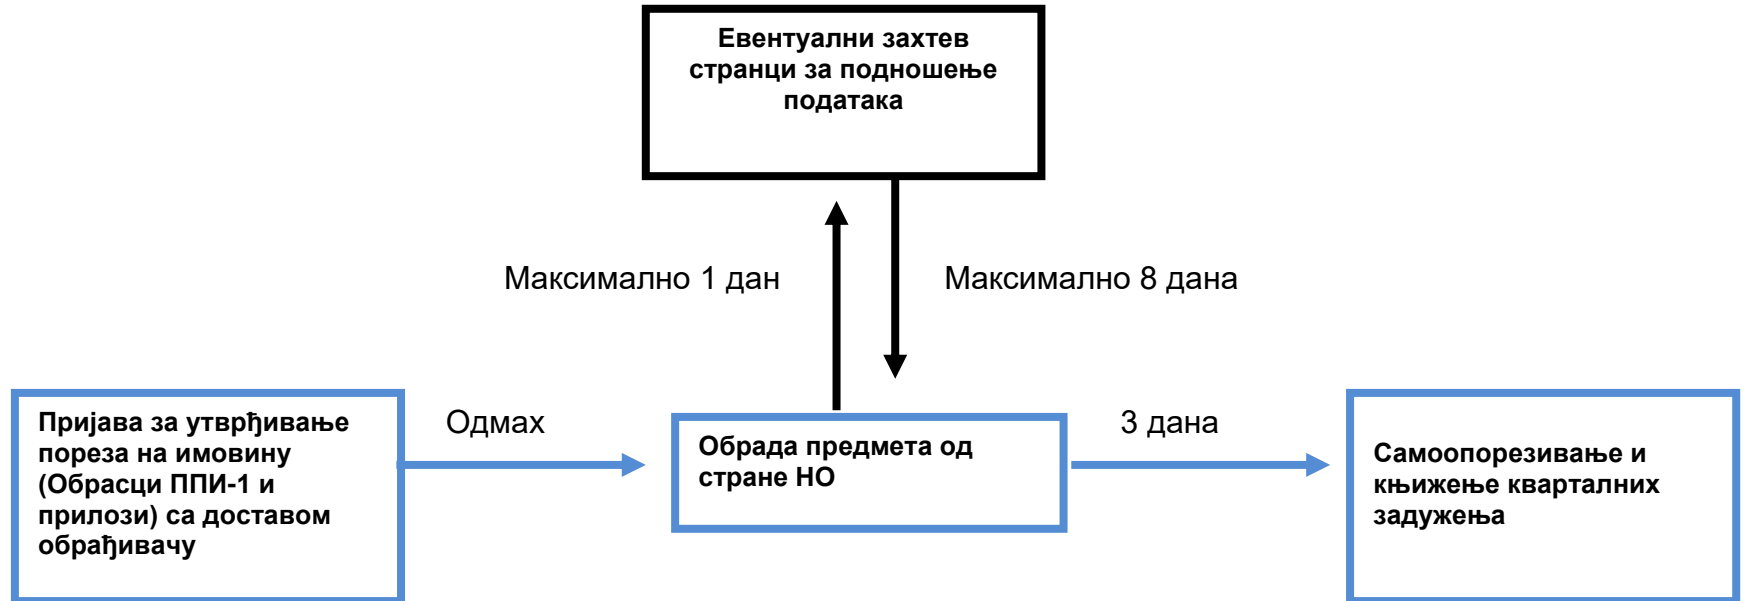 Евентуални захтев
странци за подношење
података
Максимално 1 дан
Максимално 8 дана
Пријава за утврђивање
пореза на имовину
(Обрасци ППИ-1 и
прилози) са доставом
обрађивачу
Одмах
Обрада предмета од
стране НО
3 дана
Самоопорезивање и
књижење кварталних
задужења